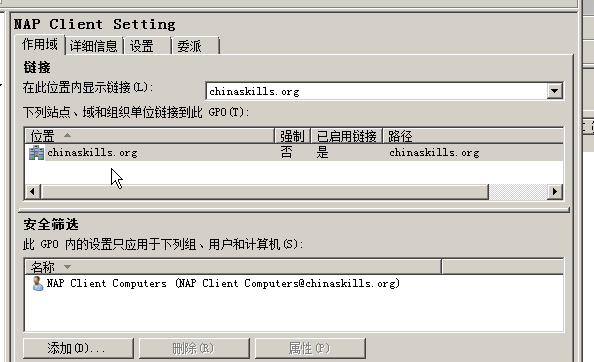 NAP Client Setting
作用域 详细信息 设置 委派
链接
在此位置内显示链接(L): chinaskills.org
下列站点、域和组织单位链接到此 GPO(T):
位置 强制 已启用链接 路径
chinaskills.org 否 是 chinaskills.org
安全筛选
此 GPO 内的设置只应用于下列组、用户和计算机(S):
名称
NAP Client Computers (NAP Client Computers@chinaskills.org)
添加(D)... 删除(R) 属性(P)